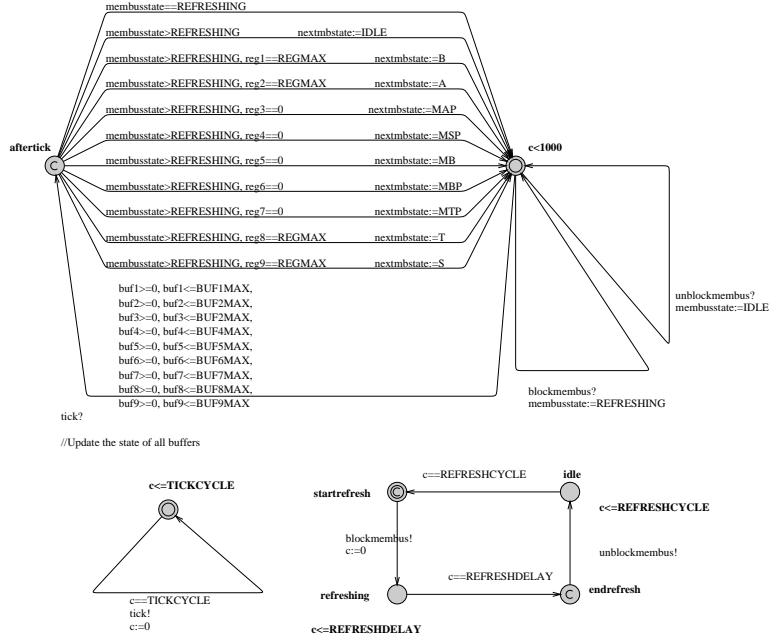 membusstate==REFRESHING
membusstate>REFRESHING nextmbstate:=IDLE
membusstate>REFRESHING, reg1==REGMAX nextmbstate:=B
membusstate>REFRESHING, reg2==REGMAX nextmbstate:=A
membusstate>REFRESHING, reg3==0 nextmbstate:=MAP
membusstate>REFRESHING, reg4==0 nextmbstate:=MSP
aftertick
c<1000
C
membusstate>REFRESHING, reg5==0 nextmbstate:=MB
membusstate>REFRESHING, reg6==0 nextmbstate:=MBP
membusstate>REFRESHING, reg7==0 nextmbstate:=MTP
membusstate>REFRESHING, reg8==REGMAX nextmbstate:=T
membusstate>REFRESHING, reg9==REGMAX nextmbstate:=S
buf1>=0, buf1<=BUF1MAX,
buf2>=0, buf2<=BUF2MAX,
buf3>=0, buf3<=BUF2MAX,
buf4>=0, buf4<=BUF4MAX,
buf5>=0, buf5<=BUF5MAX,
buf6>=0, buf6<=BUF6MAX,
buf7>=0, buf7<=BUF7MAX,
buf8>=0, buf8<=BUF8MAX,
buf9>=0, buf9<=BUF9MAX
tick?
//Update the state of all buffers
unblockmembus?
membusstate:=IDLE
blockmembus?
membusstate:=REFRESHING
c<=TICKCYCLE
c==TICKCYCLE
tick!
c:=0
startrefresh
C
c==REFRESHCYCLE
idle
c<=REFRESHCYCLE
blockmembus!
c:=0
unblockmembus!
refreshing
c==REFRESHDELAY
C
endrefresh
c<=REFRESHDELAY